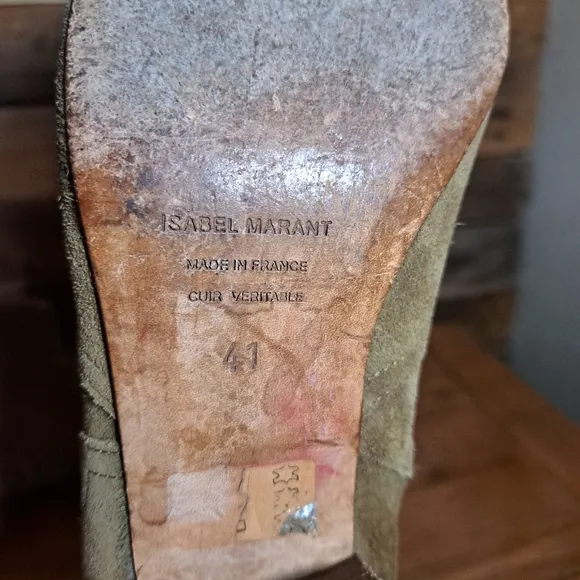 ISABEL MARANT
MADE IN FRANCE
CUIR VERITABLE
41